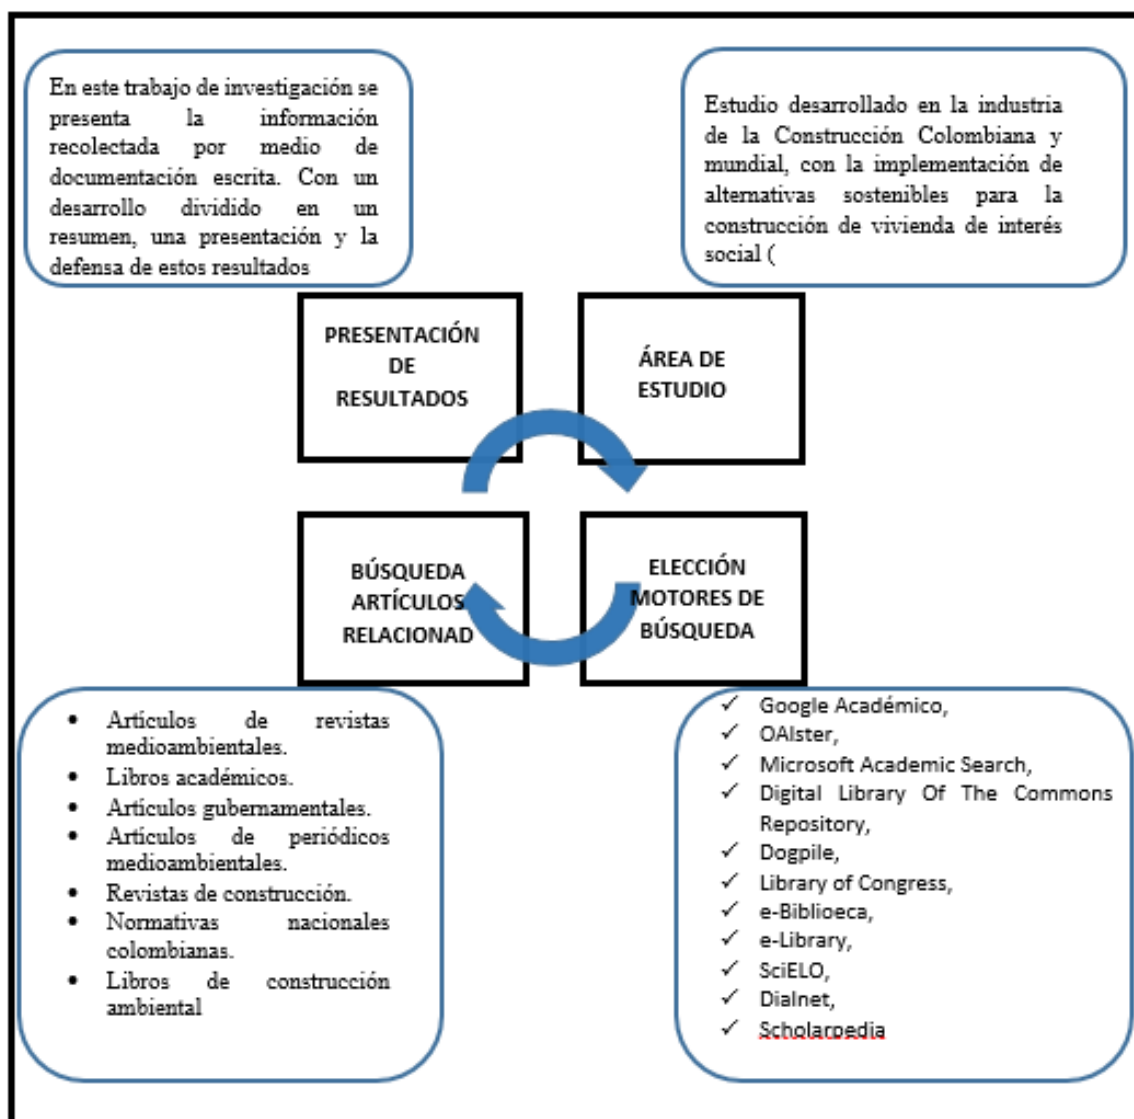 En este trabajo de investigación se
presenta la información
recolectada por medio de
documentación escrita. Con un
desarrollo dividido en un
resumen, una presentación y la
defensa de estos resultados
Estudio desarrollado en la industria
de la Construcción Colombiana y
mundial, con la implementación de
alternativas sostenibles para la
construcción de vivienda de interés
social (
PRESENTACIÓN
DE
RESULTADOS
ÁREA DE
ESTUDIO
BÚSQUEDA
ARTÍCULOS
RELACIONAD
ELECCIÓN
MOTORES DE
BÚSQUEDA
• Artículos de revistas
medioambientales.
• Libros académicos.
• Artículos gubernamentales.
• Artículos de periódicos
medioambientales.
• Revistas de construcción.
• Normativas nacionales
colombianas.
• Libros de construcción
ambiental
✓ Google Académico,
✓ OAIster,
✓ Microsoft Academic Search,
✓ Digital Library Of The Commons
Repository,
✓ Dogpile,
✓ Library of Congress,
✓ e-Biblioeca,
✓ e-Library,
✓ SciELO,
✓ Dialnet,
✓ Scholarpedia